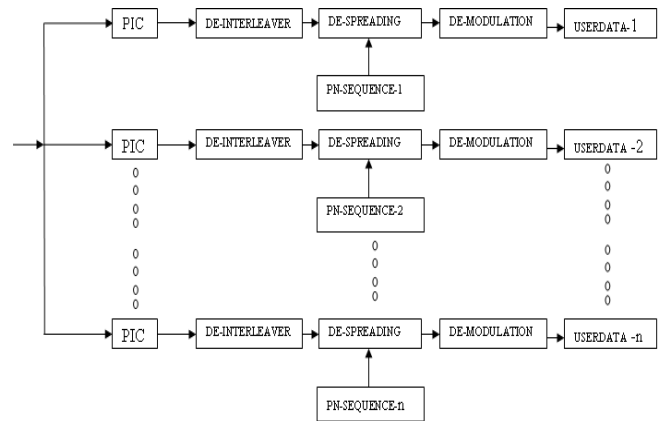 PIC DE-INTERLEAVER DE-SPREADING DE-MODULATION USERDATA-1
PN-SEQUENCE-1
PIC DE-INTERLEAVER DE-SPREADING DE-MODULATION USERDATA -2
PN-SEQUENCE-2
PIC DE-INTERLEAVER DE-SPREADING DE-MODULATION USERDATA -n
PN-SEQUENCE-n